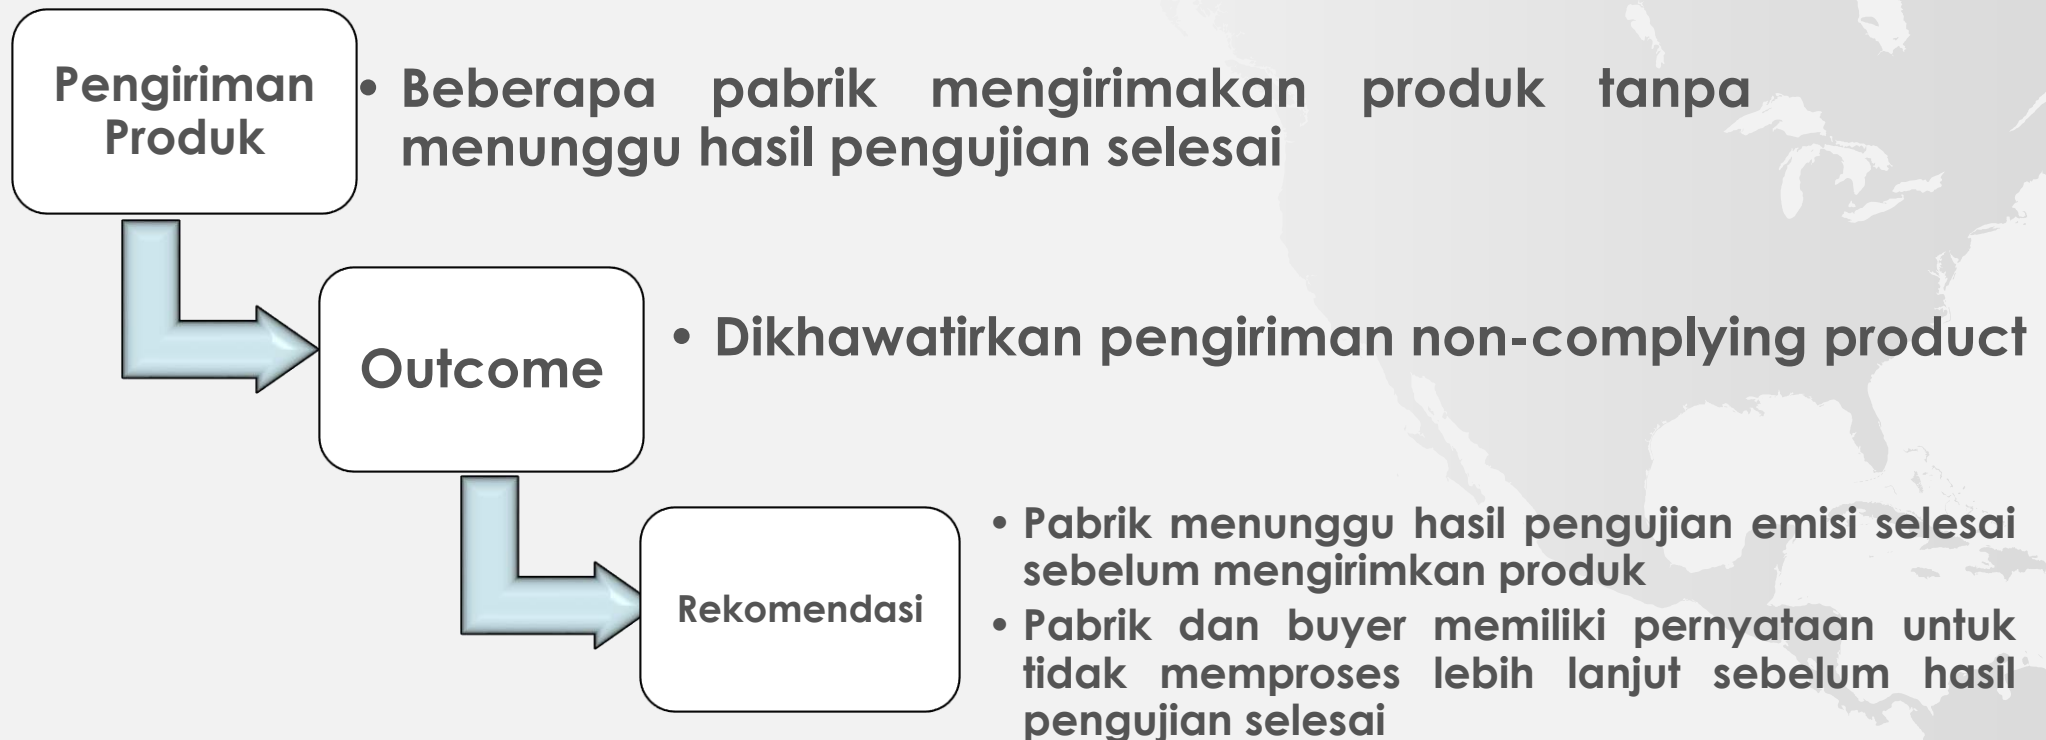 Pengiriman
Produk
• Beberapa pabrik mengirimakan produk tanpa
menunggu hasil pengujian selesai
Outcome
• Dikhawatirkan pengiriman non-complying product
Rekomendasi
• Pabrik menunggu hasil pengujian emisi selesai
sebelum mengirimkan produk
• Pabrik dan buyer memiliki pernyataan untuk
tidak memproses lebih lanjut sebelum hasil
pengujian selesai